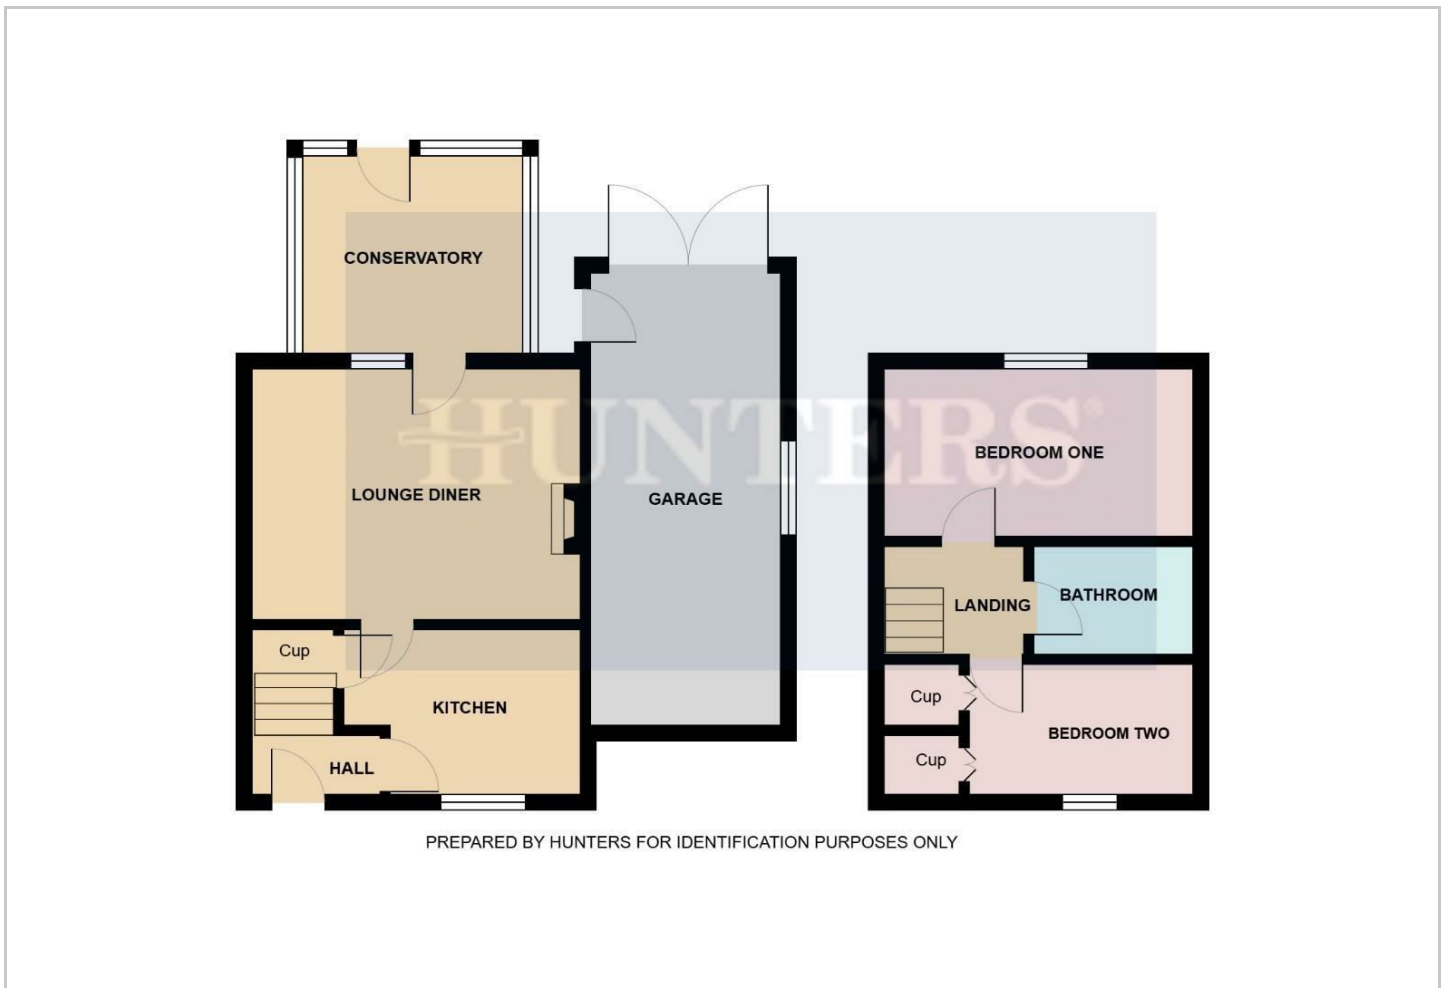 CONSERVATORY
HUNTERS®
BEDROOM ONE
LOUNGE DINER
GARAGE
BATHROOM
LANDING
Cup
Cup
KITCHEN
BEDROOM TWO
Cup
HALL
PREPARED BY HUNTERS FOR IDENTIFICATION PURPOSES ONLY